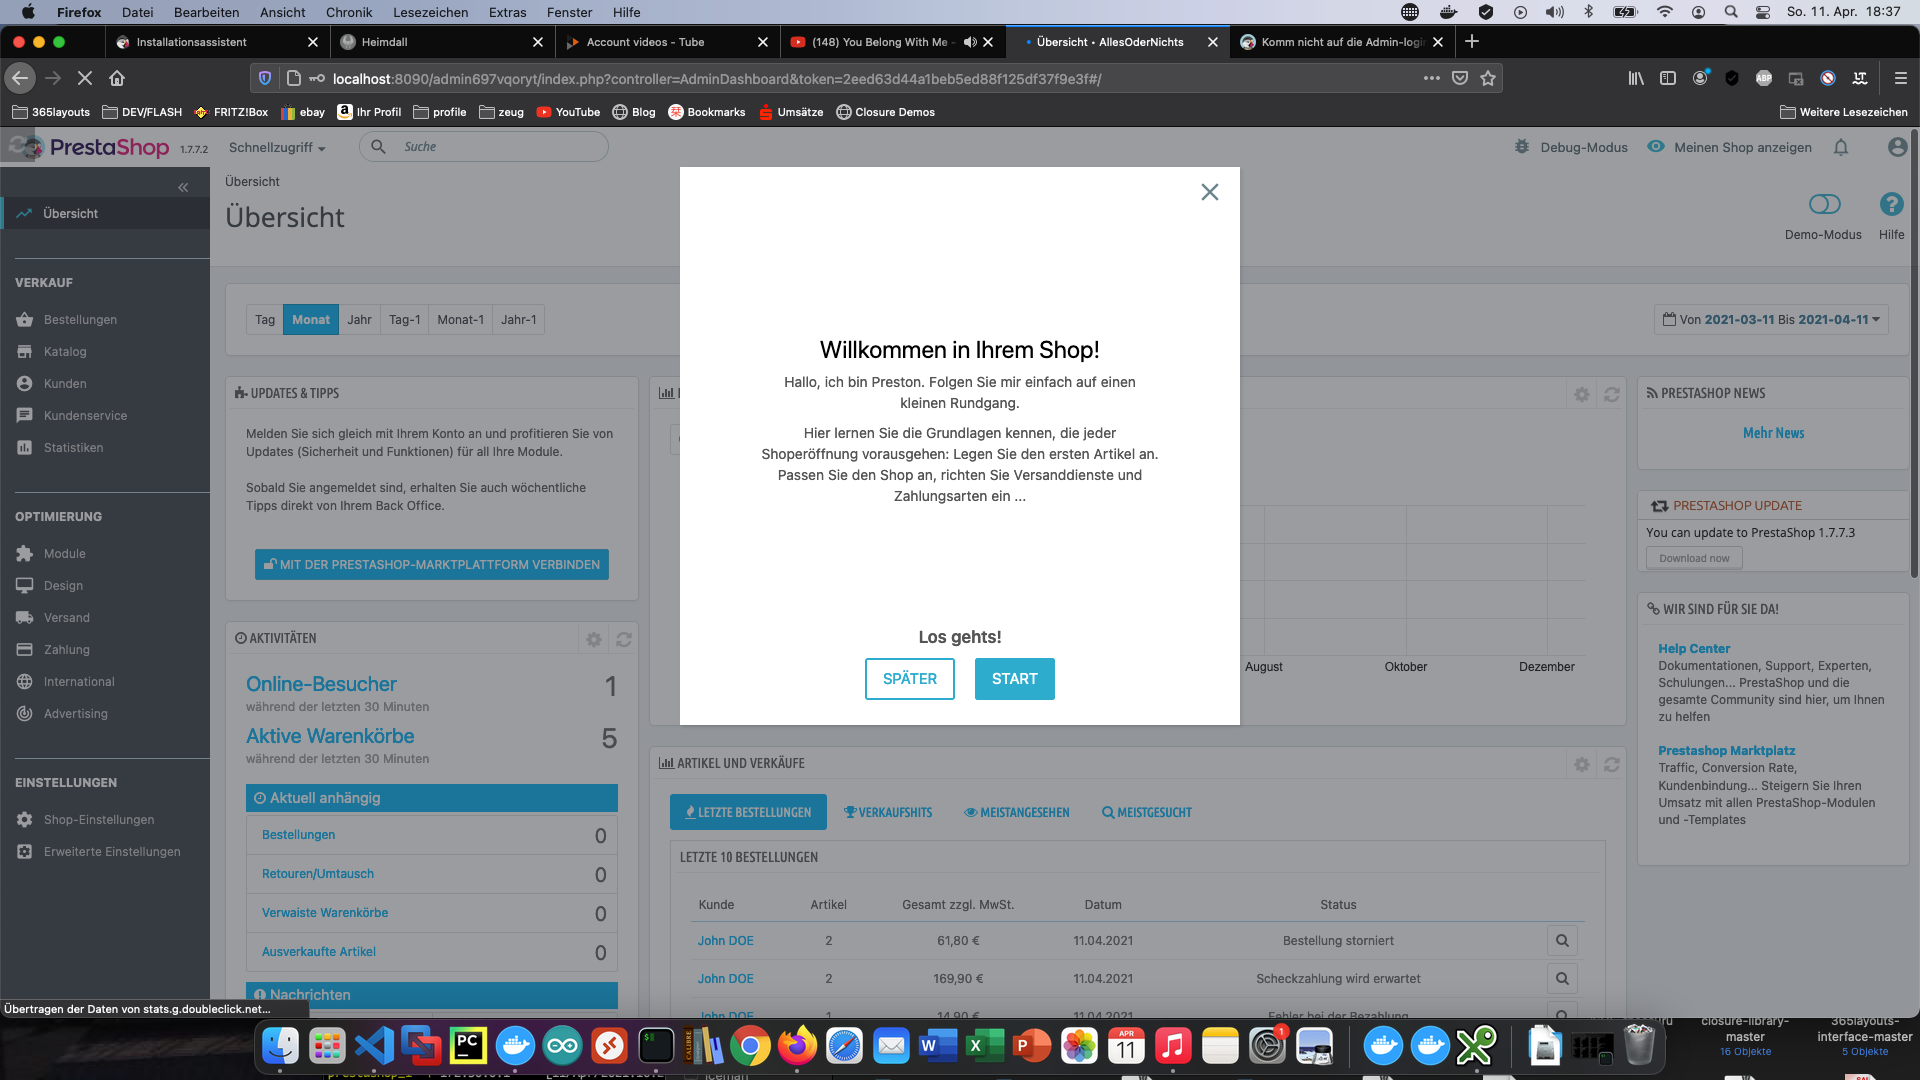 Firefox Datei Bearbeiten Ansicht Chronik Lesezeichen Extras Fenster Hilfe So. 11. Apr. 18:37
Installationsassistent Heimdall Account videos - Tube (148) You Belong With Me - Übersicht • AllesOderNichts Komm nicht auf die Admin-logi
localhost:8090/admin697vqoryt/index.php?controller=AdminDashboard&token=2eed63d44a1beb5ed88f125df37f9e3f#/
ABP
365layouts DEV/FLASH FRITZ!Box ebay Ihr Profil profile zeug YouTube Blog Bookmarks Umsätze Closure Demos Weitere Lesezeichen
PrestaShop 1.7.7.2 Schnellzugriff Suche Debug-Modus Meinen Shop anzeigen
Übersicht
Übersicht
Demo-Modus Hilfe
Übersicht
VERKAUF
Bestellungen
Katalog
Kunden
Kundenservice
Statistiken
OPTIMIERUNG
Module
Design
Versand
Zahlung
International
Advertising
EINSTELLUNGEN
Shop-Einstellungen
Erweiterte Einstellungen
Tag Monat Jahr Tag-1 Monat-1 Jahr-1
Von 2021-03-11 Bis 2021-04-11
UPDATES & TIPPS
Melden Sie sich gleich mit Ihrem Konto an und profitieren Sie von
Updates (Sicherheit und Funktionen) für all Ihre Module.
Sobald Sie angemeldet sind, erhalten Sie auch wöchentliche
Tipps direkt von Ihrem Back Office.
MIT DER PRESTASHOP-MARKTPLATTFORM VERBINDEN
AKTIVITÄTEN
Online-Besucher 1
während der letzten 30 Minuten
Aktive Warenkörbe 5
während der letzten 30 Minuten
Aktuell anhängig
Bestellungen 0
Retouren/Umtausch 0
Verwaiste Warenkörbe 0
Ausverkaufte Artikel 0
Nachrichten
Willkommen in Ihrem Shop!
Hallo, ich bin Preston. Folgen Sie mir einfach auf einen
kleinen Rundgang.
Hier lernen Sie die Grundlagen kennen, die jeder
Shoperöffnung vorausgehen: Legen Sie den ersten Artikel an.
Passen Sie den Shop an, richten Sie Versanddienste und
Zahlungsarten ein ...
Los gehts!
SPÄTER START
August Oktober Dezember
ARTIKEL UND VERKÄUFE
LETZTE BESTELLUNGEN VERKAUFSHITS MEISTANGESEHEN MEISTGESUCHT
LETZTE 10 BESTELLUNGEN
Kunde Artikel Gesamt zzgl. MwSt. Datum Status
John DOE 2 61,80 € 11.04.2021 Bestellung storniert
John DOE 2 169,90 € 11.04.2021 Scheckzahlung wird erwartet
John DOE 1 14,90 € 11.04.2021 Fehler bei der Bezahlung
PRESTASHOP NEWS
Mehr News
PRESTASHOP UPDATE
You can update to PrestaShop 1.7.7.3
Download now
WIR SIND FÜR SIE DA!
Help Center
Dokumentationen, Support, Experten,
Schulungen... PrestaShop und die
gesamte Community sind hier, um Ihnen
zu helfen
Prestashop Marktplatz
Traffic, Conversion Rate,
Kundenbindung... Steigern Sie Ihren
Umsatz mit allen PrestaShop-Modulen
und -Templates
Übertragen der Daten von stats.g.doubleclick.net...
closure-library-
master
16 Objekte
365layouts-
interface-master
5 Objekte
PC CALIBRE W X P APR 11 1